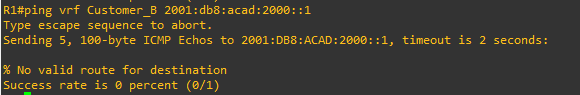 R1#ping vrf Customer_B 2001:db8:acad:2000::1
Type escape sequence to abort.
Sending 5, 100-byte ICMP Echos to 2001:DB8:ACAD:2000::1, timeout is 2 seconds:
% No valid route for destination
Success rate is 0 percent (0/1)